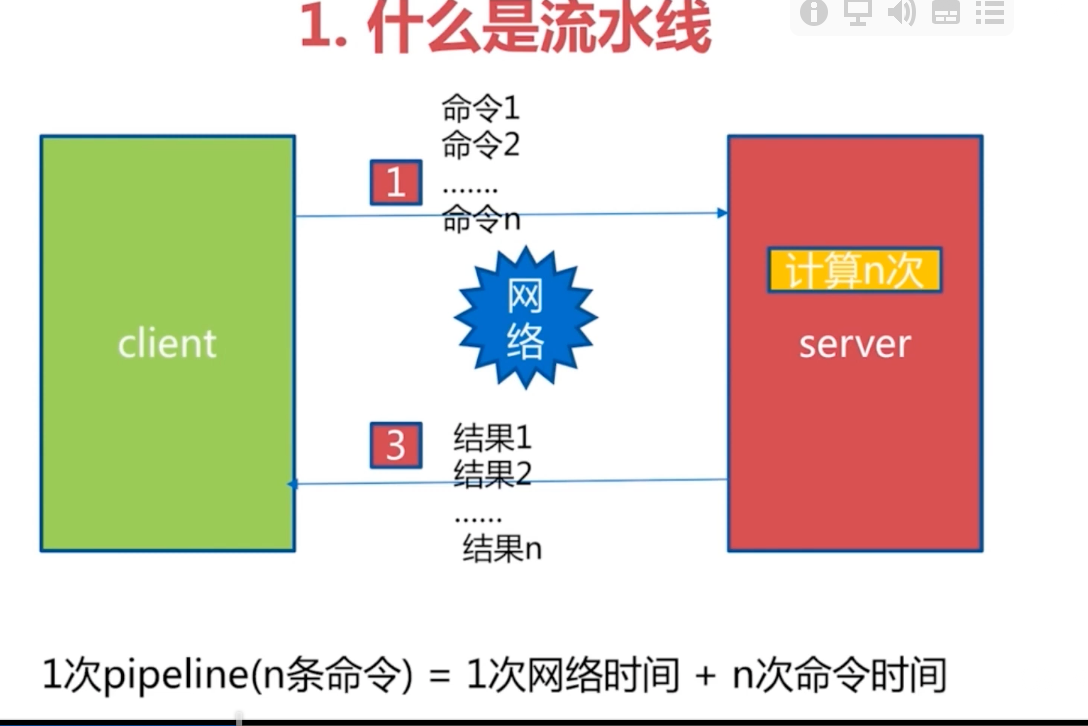 1. 什么是流水线
命令1
命令2
.......
命令n
1
计算n次
网
络
client
server
3
结果1
结果2
......
结果n
1次pipeline(n条命令) = 1次网络时间 + n次命令时间